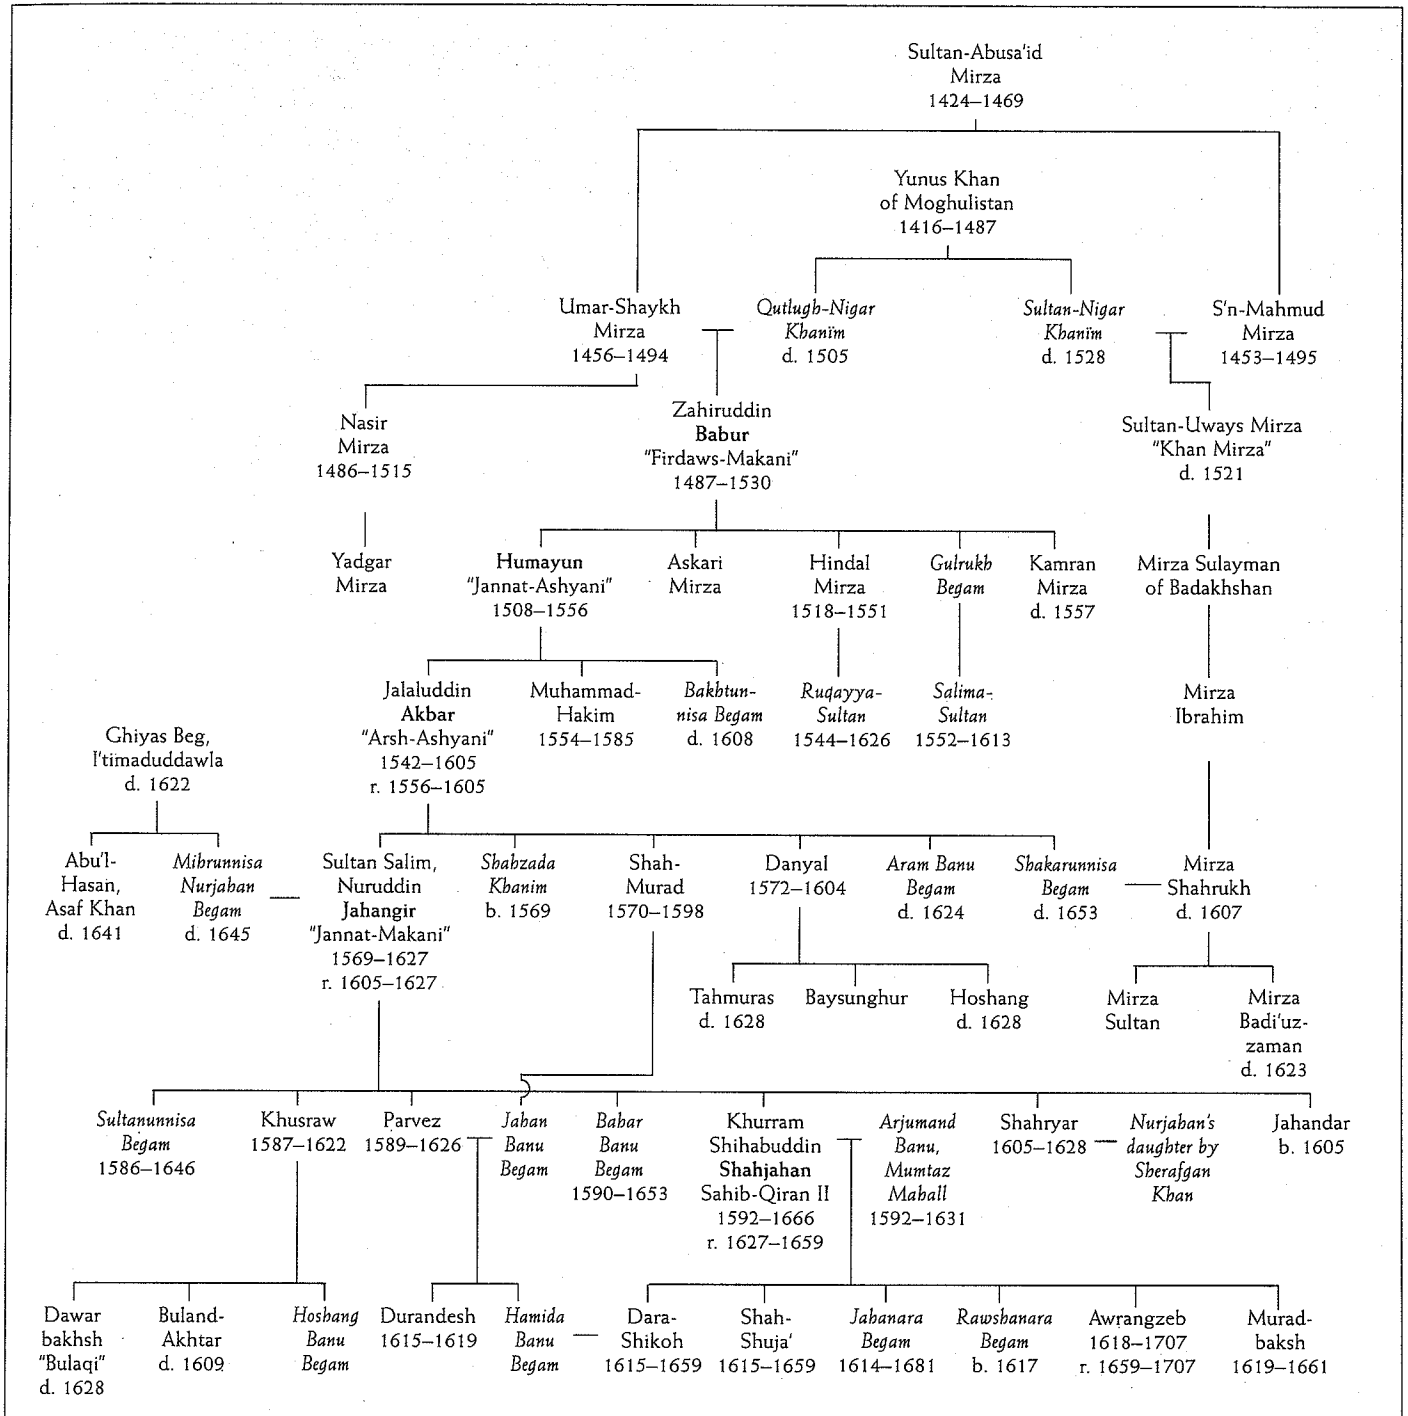 Sultan-Abusa'id
Mirza
1424–1469
Yunus Khan
of Moghulistan
1416–1487
Umar-Shaykh
Mirza
1456–1494
Qutlugh-Nigar
Khanïm
d. 1505
Sultan-Nigar
Khanïm
d. 1528
S'n-Mahmud
Mirza
1453–1495
Nasir
Mirza
1486–1515
Zahiruddin
Babur
"Firdaws-Makani"
1487–1530
Sultan-Uways Mirza
"Khan Mirza"
d. 1521
Yadgar
Mirza
Humayun
"Jannat-Ashyani"
1508–1556
Askari
Mirza
Hindal
Mirza
1518–1551
Gulrukh
Begam
Kamran
Mirza
d. 1557
Mirza Sulayman
of Badakhshan
Jalaluddin
Akbar
"Arsh-Ashyani"
1542–1605
r. 1556–1605
Muhammad-
Hakim
1554–1585
Bakhtun-
nisa Begam
d. 1608
Ruqayya-
Sultan
1544–1626
Salima-
Sultan
1552–1613
Mirza
Ibrahim
Ghiyas Beg,
I'timaduddawla
d. 1622
Abu'l-
Hasan,
Asaf Khan
d. 1641
Mihrunnisa
Nurjahan
Begam
d. 1645
Sultan Salim,
Nuruddin
Jahangir
"Jannat-Makani"
1569–1627
r. 1605–1627
Shahzada
Khanim
b. 1569
Shah-
Murad
1570–1598
Danyal
1572–1604
Aram Banu
Begam
d. 1624
Shakarunnisa
Begam
d. 1653
Mirza
Shahrukh
d. 1607
Tahmuras
d. 1628
Baysunghur
Hoshang
d. 1628
Mirza
Sultan
Mirza
Badi'uz-
zaman
d. 1623
Sultanunnisa
Begam
1586–1646
Khusraw
1587–1622
Parvez
1589–1626
Jahan
Banu
Begam
Bahar
Banu
Begam
1590–1653
Khurram
Shihabuddin
Shahjahan
Sahib-Qiran II
1592–1666
r. 1627–1659
Arjumand
Banu,
Mumtaz
Mahall
1592–1631
Shahryar
1605–1628
Nurjahan's
daughter by
Sherafgan
Khan
Jahandar
b. 1605
Dawar
bakhsh
"Bulaqi"
d. 1628
Buland-
Akhtar
d. 1609
Hoshang
Banu
Begam
Durandesh
1615–1619
Hamida
Banu
Begam
Dara-
Shikoh
1615–1659
Shah-
Shuja'
1615–1659
Jahanara
Begam
1614–1681
Rawshanara
Begam
b. 1617
Awrangzeb
1618–1707
r. 1659–1707
Murad-
baksh
1619–1661